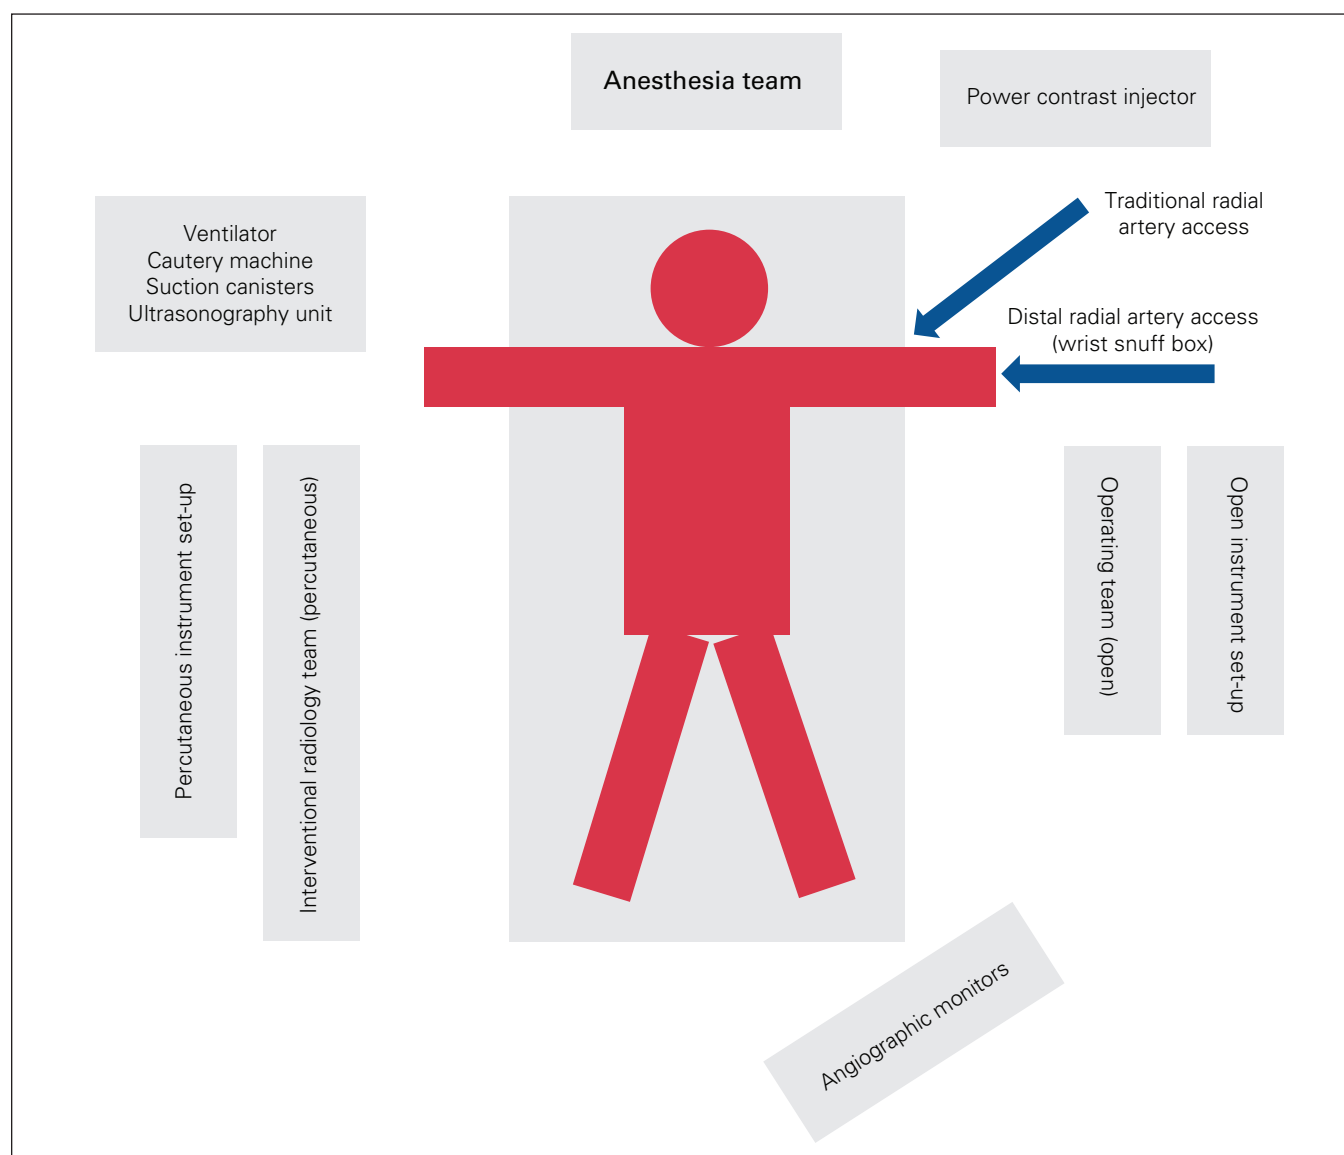 Anesthesia team
Power contrast injector
Traditional radial
artery access
Ventilator
Cautery machine
Suction canisters
Ultrasonography unit
Distal radial artery access
(wrist snuff box)
Percutaneous instrument set-up
Interventional radiology team (percutaneous)
Operating team (open)
Open instrument set-up
Angiographic monitors